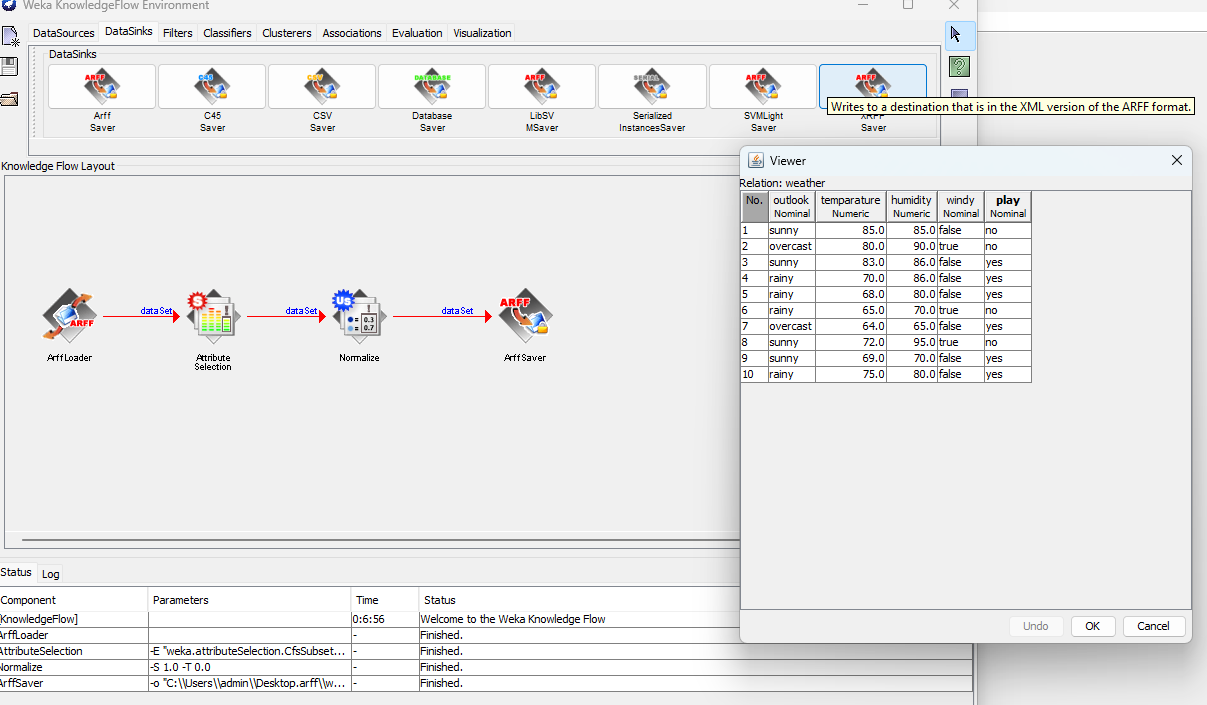 Weka KnowledgeFlow Environment
DataSources DataSinks Filters Classifiers Clusterers Associations Evaluation Visualization
DataSinks
ARFF C45 CSV DATABASE ARFF SERIAL ARFF ARFF
Arff Saver
C45 Saver
CSV Saver
Database Saver
LibSV MSaver
Serialized InstancesSaver
SVMLight Saver
XRFF Saver
Writes to a destination that is in the XML version of the ARFF format.
Knowledge Flow Layout
ARFF
dataSet
dataSet
dataSet
ArffLoader
Attribute
Selection
Normalize
ArffSaver
S
US
0.3
0.7
ARFF
Viewer
Relation: weather
No. outlook temparature humidity windy play
Nominal Numeric Numeric Nominal Nominal
1 sunny 85.0 85.0 false no
2 overcast 80.0 90.0 true no
3 sunny 83.0 86.0 false yes
4 rainy 70.0 86.0 false yes
5 rainy 68.0 80.0 false yes
6 rainy 65.0 70.0 true no
7 overcast 64.0 65.0 false yes
8 sunny 72.0 95.0 true no
9 sunny 69.0 70.0 false yes
10 rainy 75.0 80.0 false yes
Undo OK Cancel
Status Log
Component Parameters Time Status
[KnowledgeFlow] 0:6:56 Welcome to the Weka Knowledge Flow
ArffLoader - Finished.
AttributeSelection -E "weka.attributeSelection.CfsSubset... - Finished.
Normalize -S 1.0 -T 0.0 - Finished.
ArffSaver -o "C:\\Users\\admin\\Desktop.arff\\w... - Finished.